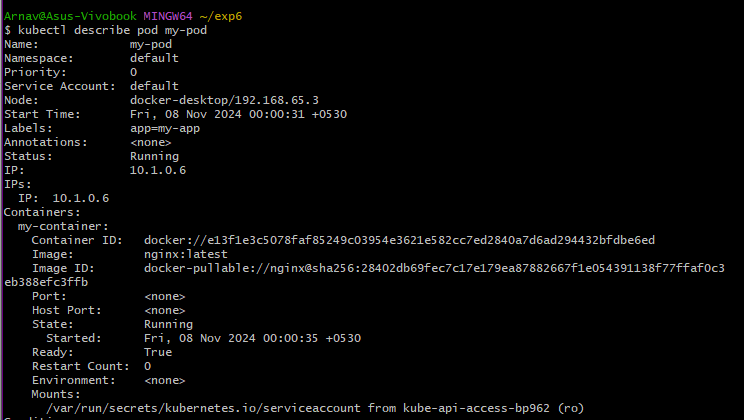 Arnav@Asus-Vivobook MINGW64 ~/exp6
$ kubectl describe pod my-pod
Name:             my-pod
Namespace:        default
Priority:         0
Service Account:  default
Node:             docker-desktop/192.168.65.3
Start Time:       Fri, 08 Nov 2024 00:00:31 +0530
Labels:           app=my-app
Annotations:      <none>
Status:           Running
IP:               10.1.0.6
IPs:
  IP:  10.1.0.6
Containers:
  my-container:
    Container ID:   docker://e13f1e3c5078faf85249c03954e3621e582cc7ed2840a7d6ad294432bfdbe6ed
    Image:          nginx:latest
    Image ID:       docker-pullable://nginx@sha256:28402db69fec7c17e179ea87882667f1e054391138f77ffaf0c3
eb388efc3ffb
    Port:           <none>
    Host Port:      <none>
    State:          Running
      Started:      Fri, 08 Nov 2024 00:00:35 +0530
    Ready:          True
    Restart Count:  0
    Environment:    <none>
    Mounts:
      /var/run/secrets/kubernetes.io/serviceaccount from kube-api-access-bp962 (ro)